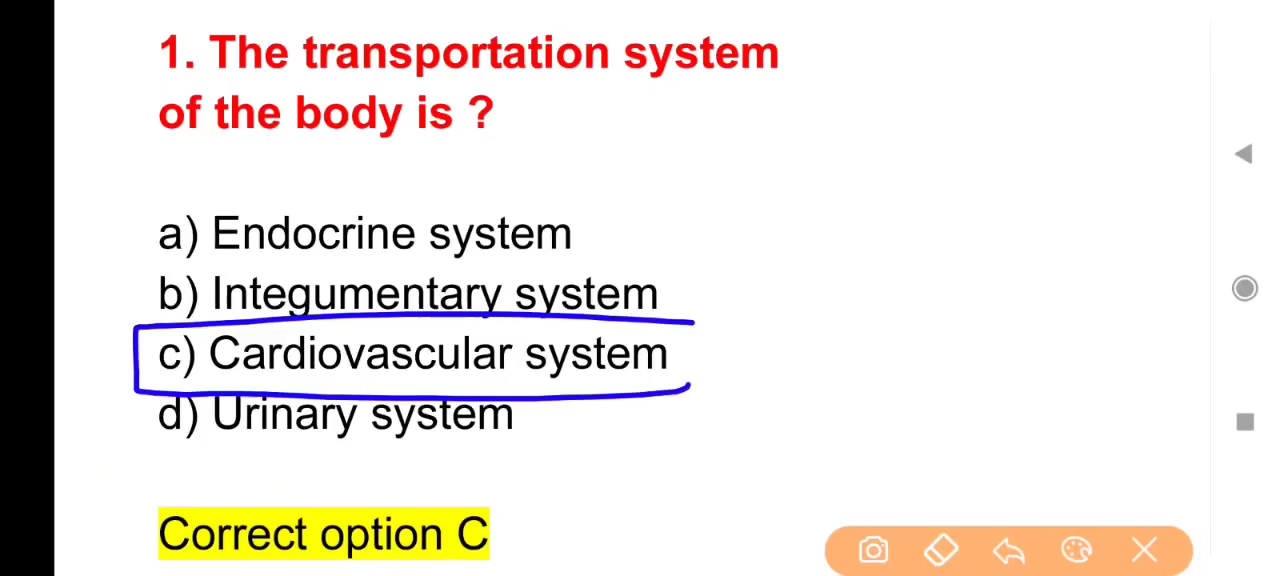 1. The transportation system
of the body is ?
a) Endocrine system
b) Integumentary system
c) Cardiovascular system
d) Urinary system
Correct option C